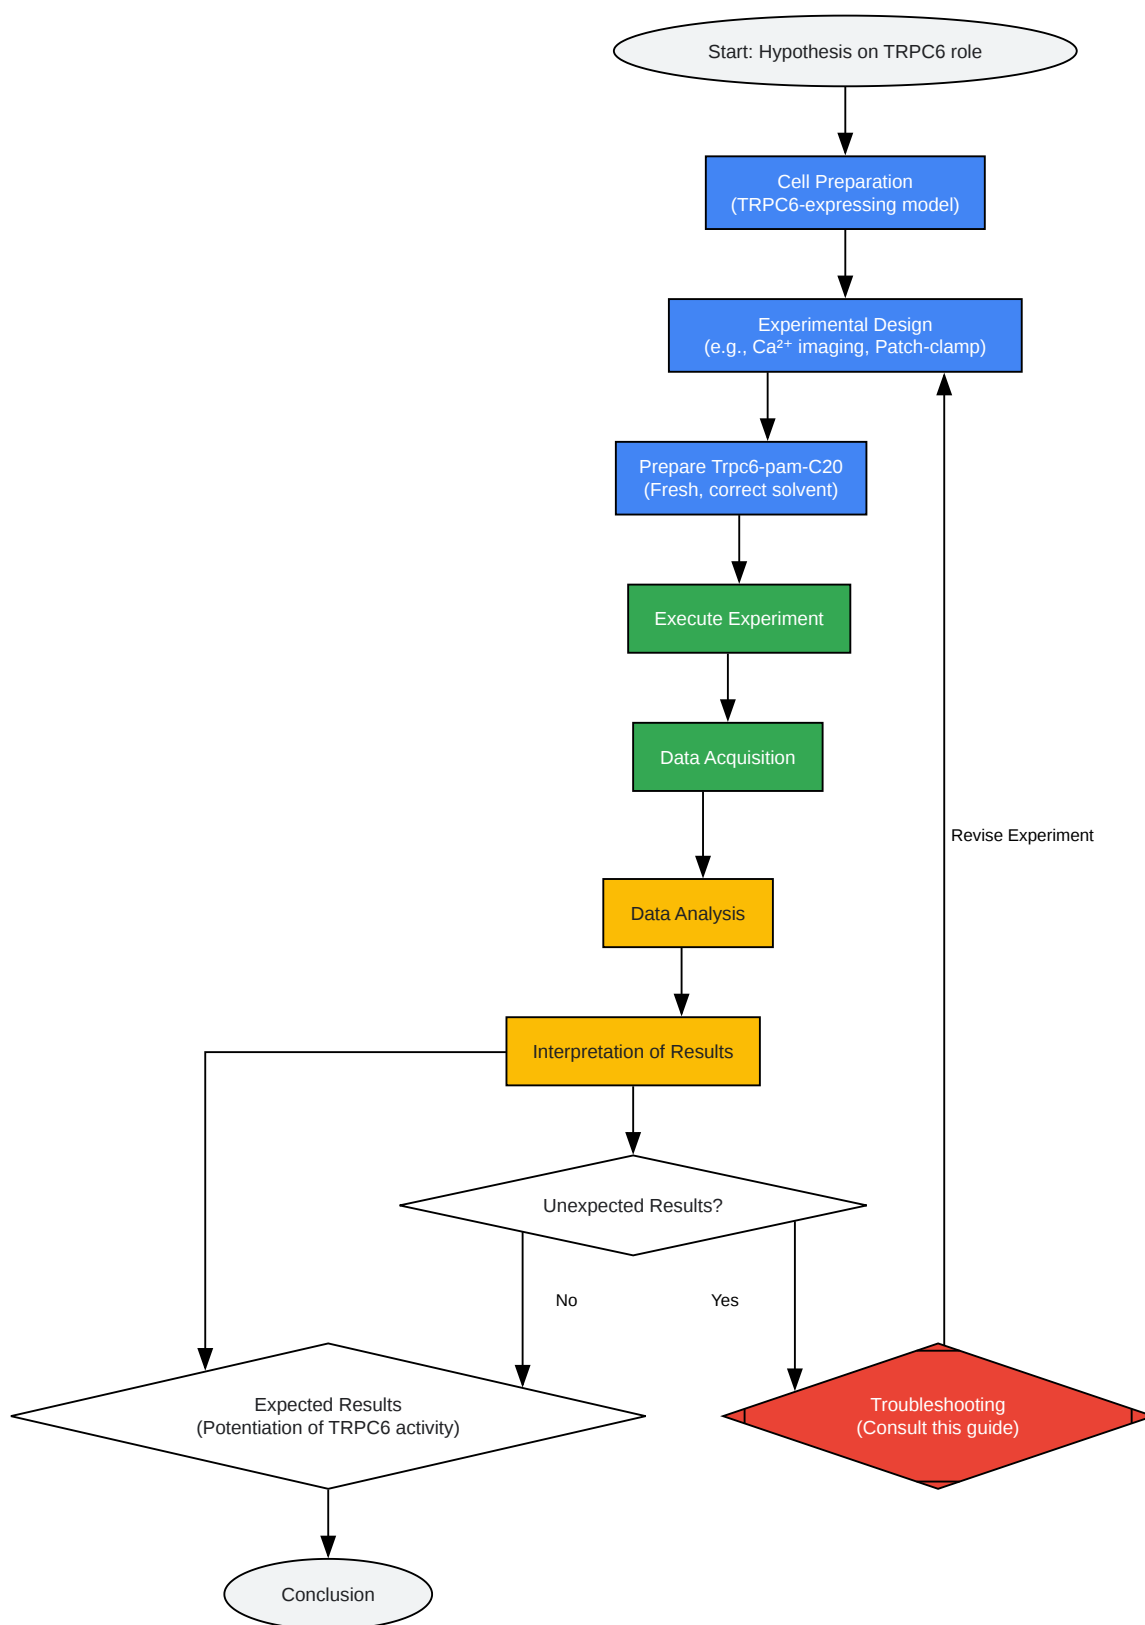 Start: Hypothesis on TRPC6 role
Cell Preparation
(TRPC6-expressing model)
Experimental Design
(e.g., Ca²⁺ imaging, Patch-clamp)
Prepare Trpc6-pam-C20
(Fresh, correct solvent)
Execute Experiment
Data Acquisition
Revise Experiment
Data Analysis
Interpretation of Results
Unexpected Results?
No
Yes
Expected Results
(Potentiation of TRPC6 activity)
Troubleshooting
(Consult this guide)
Conclusion